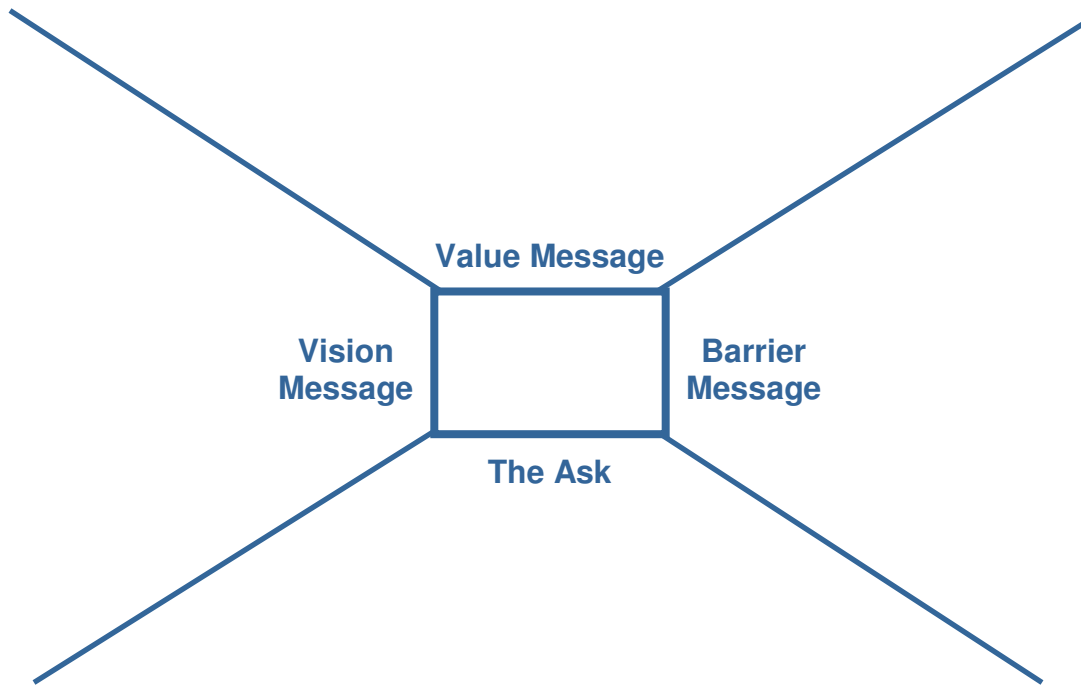 Value Message
Vision
Message
Barrier
Message
The Ask